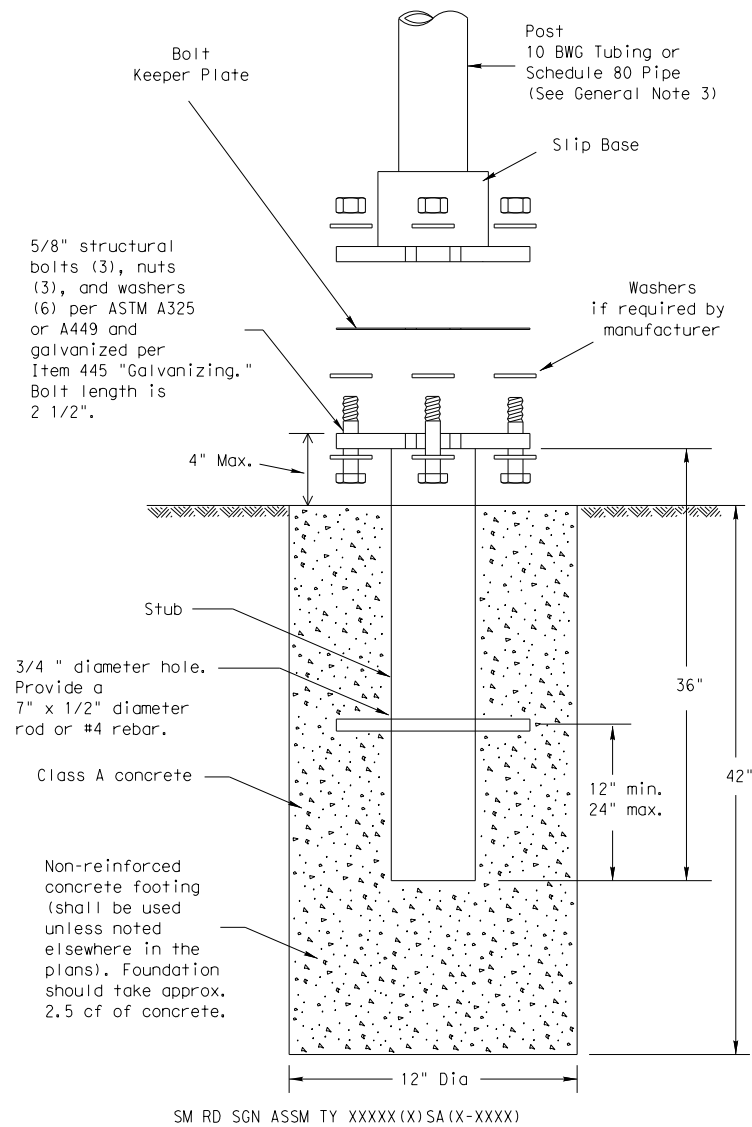 Bolt
Keeper Plate
Post
10 BWG Tubing or
Schedule 80 Pipe
(See General Note 3)
Slip Base
5/8" structural
bolts (3), nuts
(3), and washers
(6) per ASTM A325
or A449 and
galvanized per
Item 445 "Galvanizing."
Bolt length is
2 1/2".
Washers
if required by
manufacturer
4" Max.
Stub
3/4 " diameter hole.
Provide a
7" x 1/2" diameter
rod or #4 rebar.
36"
Class A concrete
12" min.
24" max.
42"
Non-reinforced
concrete footing
(shall be used
unless noted
elsewhere in the
plans). Foundation
should take approx.
2.5 cf of concrete.
12" Dia
SM RD SGN ASSM TY XXXXX(X)SA(X-XXXX)